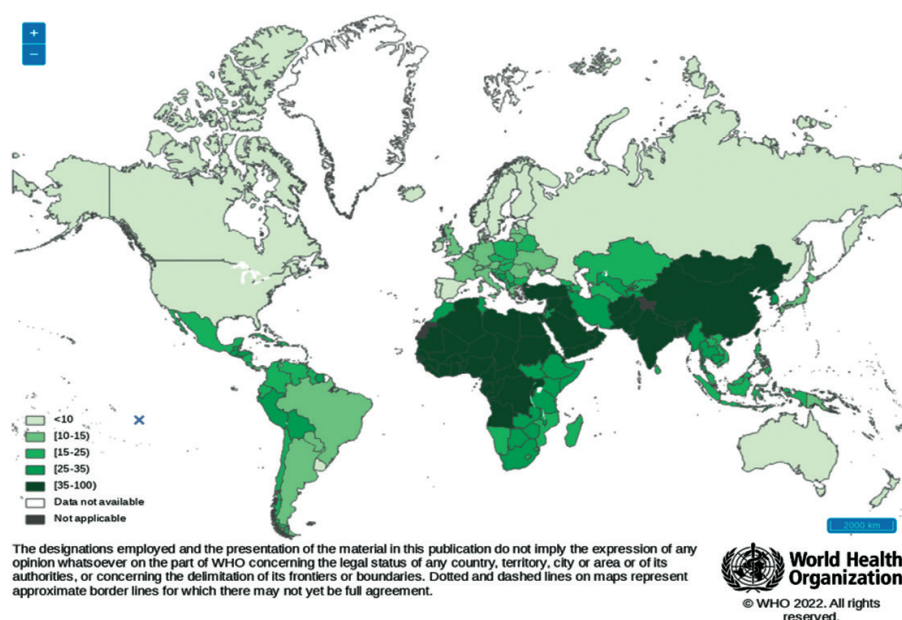 +
−
<10
[10-15)
[15-25)
[25-35)
[35-100)
Data not available
Not applicable
2000 km
The designations employed and the presentation of the material in this publication do not imply the expression of any
opinion whatsoever on the part of WHO concerning the legal status of any country, territory, city or area or of its
authorities, or concerning the delimitation of its frontiers or boundaries. Dotted and dashed lines on maps represent
approximate border lines for which there may not yet be full agreement.
World Health
Organization
© WHO 2022. All rights
reserved.